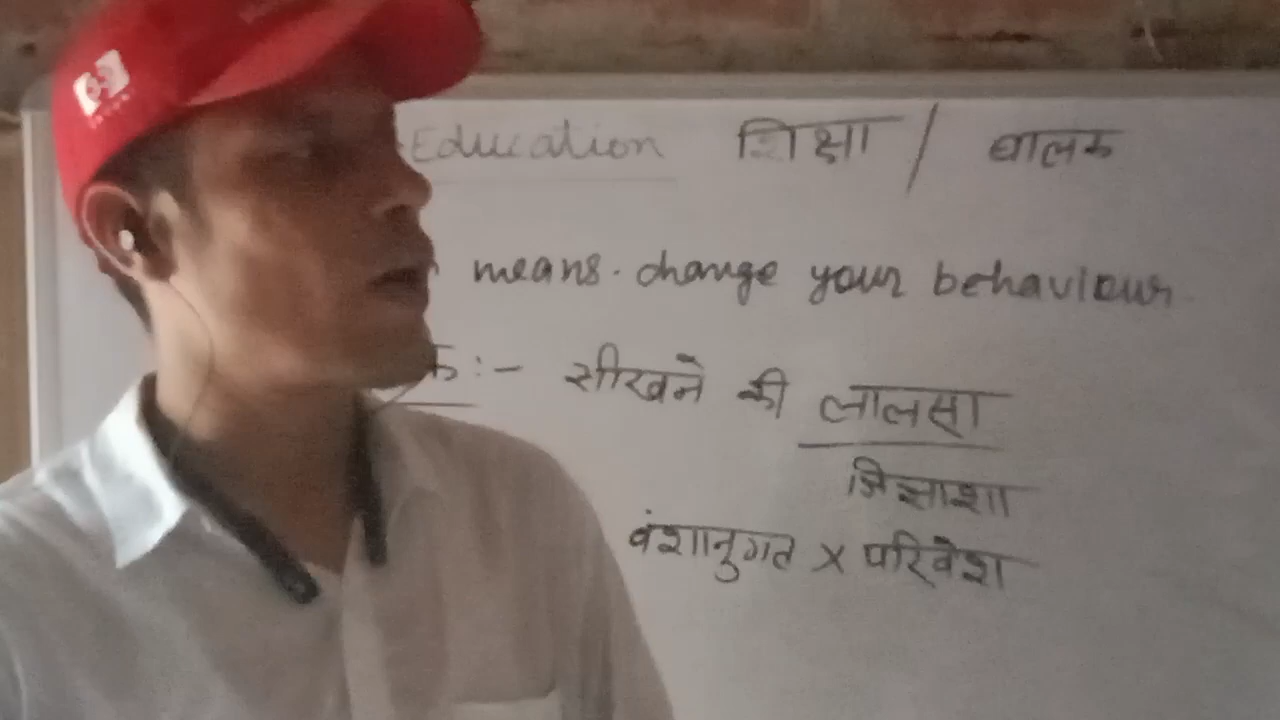 Education शिक्षा / बालक
means. change your behaviour.
क :- सीखने की लालसा
जिज्ञाशा
वंशानुगत x परिवेश